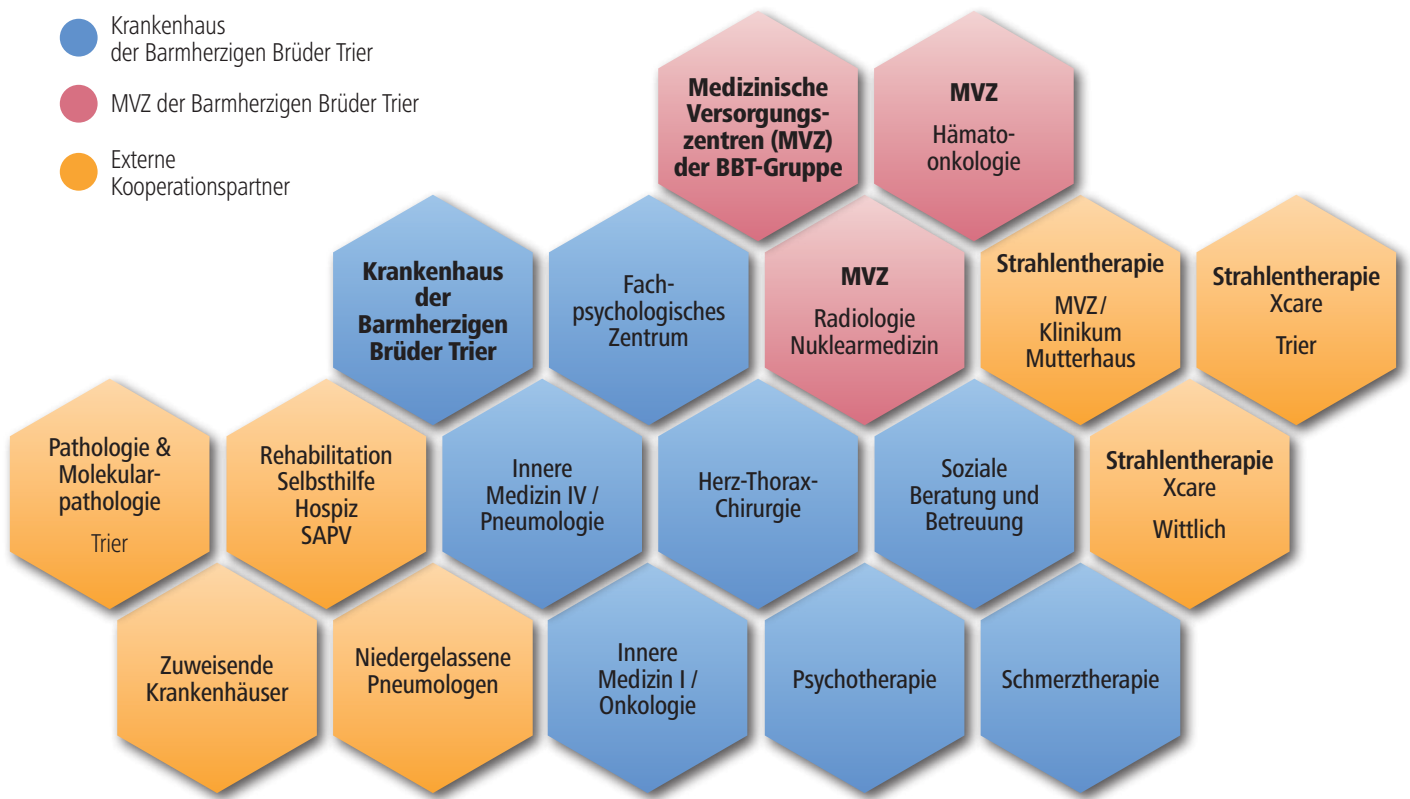 Krankenhaus
der Barmherzigen Brüder Trier
MVZ der Barmherzigen Brüder Trier
Externe
Kooperationspartner
Medizinische
Versorgungs-
zentren (MVZ)
der BBT-Gruppe
MVZ
Hämato-
onkologie
Krankenhaus
der
Barmherzigen
Brüder Trier
Fach-
psychologisches
Zentrum
MVZ
Radiologie
Nuklearmedizin
Strahlentherapie
MVZ/
Klinikum
Mutterhaus
Strahlentherapie
Xcare
Trier
Pathologie &
Molekular-
pathologie
Trier
Rehabilitation
Selbsthilfe
Hospiz
SAPV
Innere
Medizin IV /
Pneumologie
Herz-Thorax-
Chirurgie
Soziale
Beratung und
Betreuung
Strahlentherapie
Xcare
Wittlich
Zuweisende
Krankenhäuser
Niedergelassene
Pneumologen
Innere
Medizin I /
Onkologie
Psychotherapie
Schmerztherapie